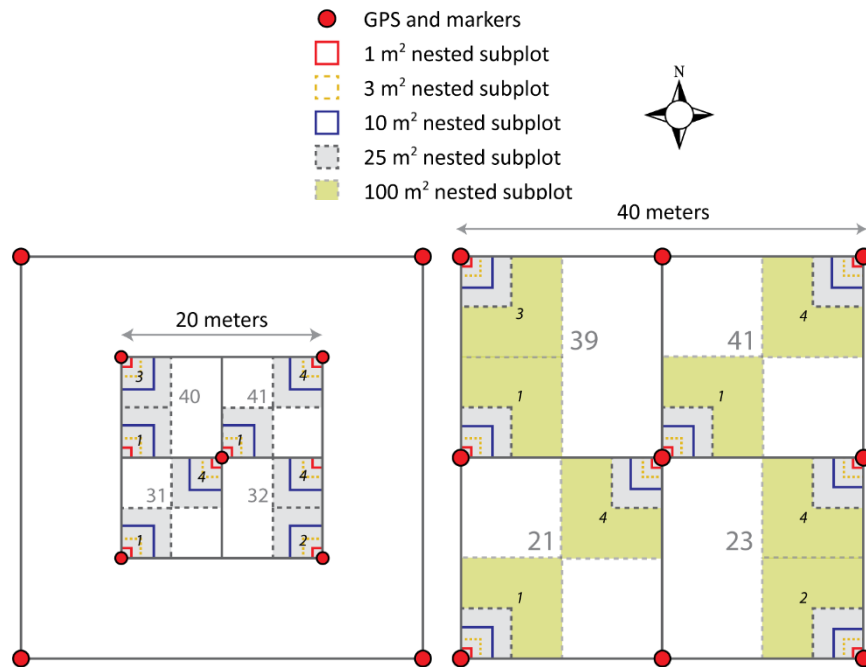 GPS and markers
1 m² nested subplot
3 m² nested subplot
10 m² nested subplot
25 m² nested subplot
100 m² nested subplot
N
40 meters
20 meters
3
40
41
4
1
1
31
4
32
4
1
2
3
39
41
4
1
1
21
4
23
4
1
2